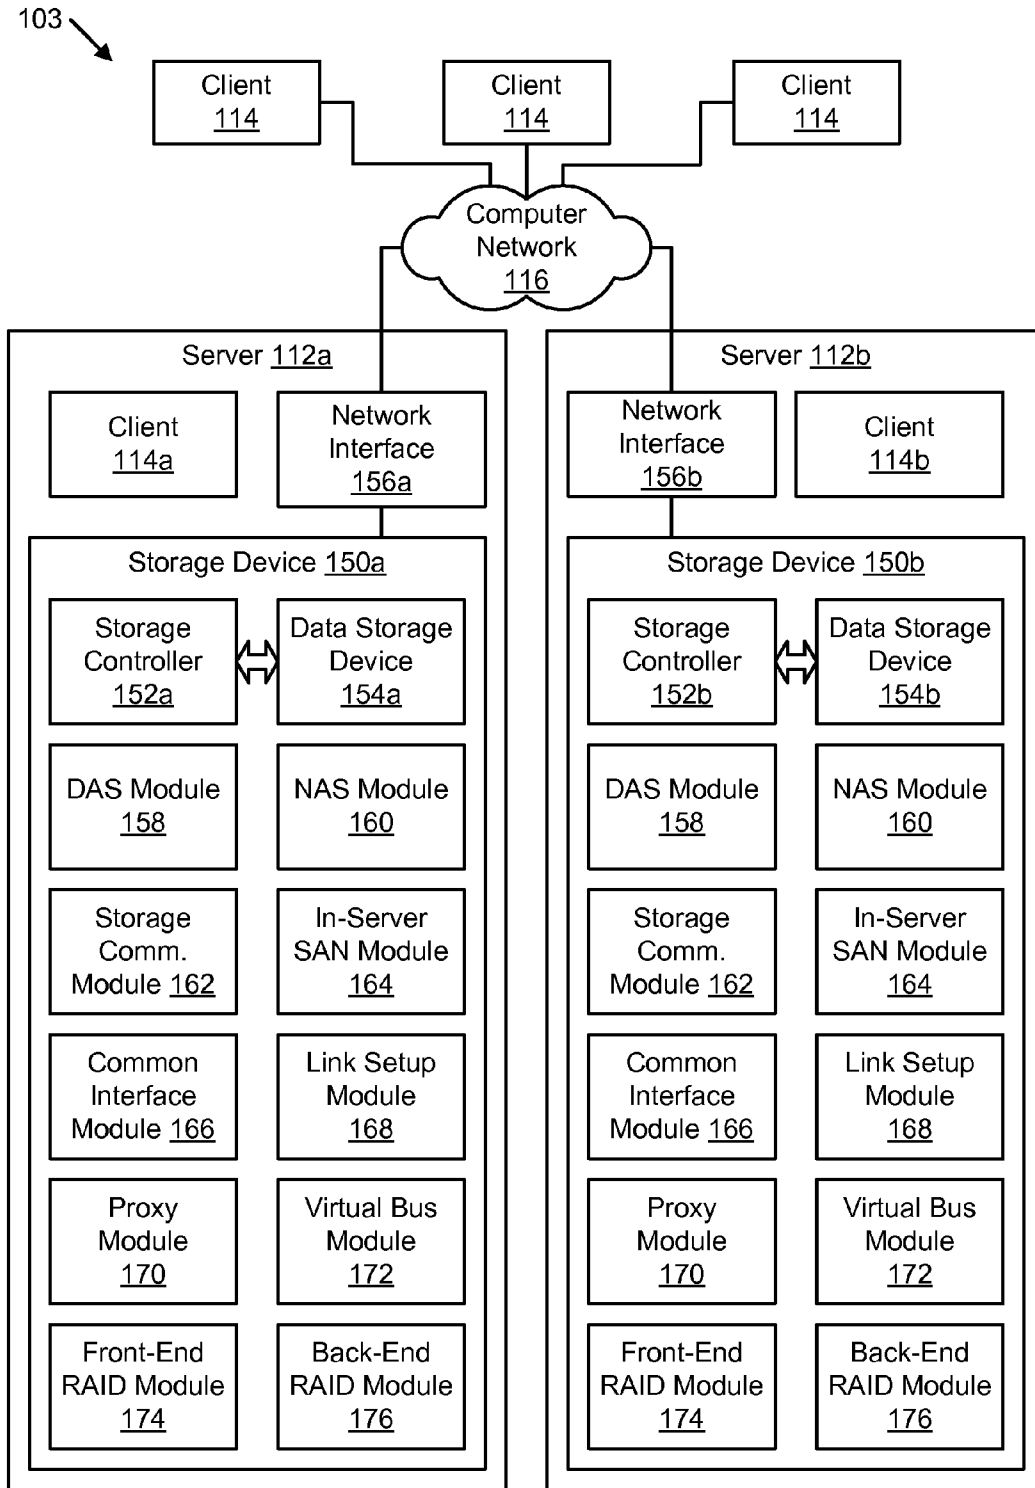 103
Client
114
Client
114
Client
114
Computer
Network
116
Server 112a
Client
114a
Network
Interface
156a
Storage Device 150a
Storage
Controller
152a
Data Storage
Device
154a
DAS Module
158
NAS Module
160
Storage
Comm.
Module 162
In-Server
SAN Module
164
Common
Interface
Module 166
Link Setup
Module
168
Proxy
Module
170
Virtual Bus
Module
172
Front-End
RAID Module
174
Back-End
RAID Module
176
Server 112b
Network
Interface
156b
Client
114b
Storage Device 150b
Storage
Controller
152b
Data Storage
Device
154b
DAS Module
158
NAS Module
160
Storage
Comm.
Module 162
In-Server
SAN Module
164
Common
Interface
Module 166
Link Setup
Module
168
Proxy
Module
170
Virtual Bus
Module
172
Front-End
RAID Module
174
Back-End
RAID Module
176